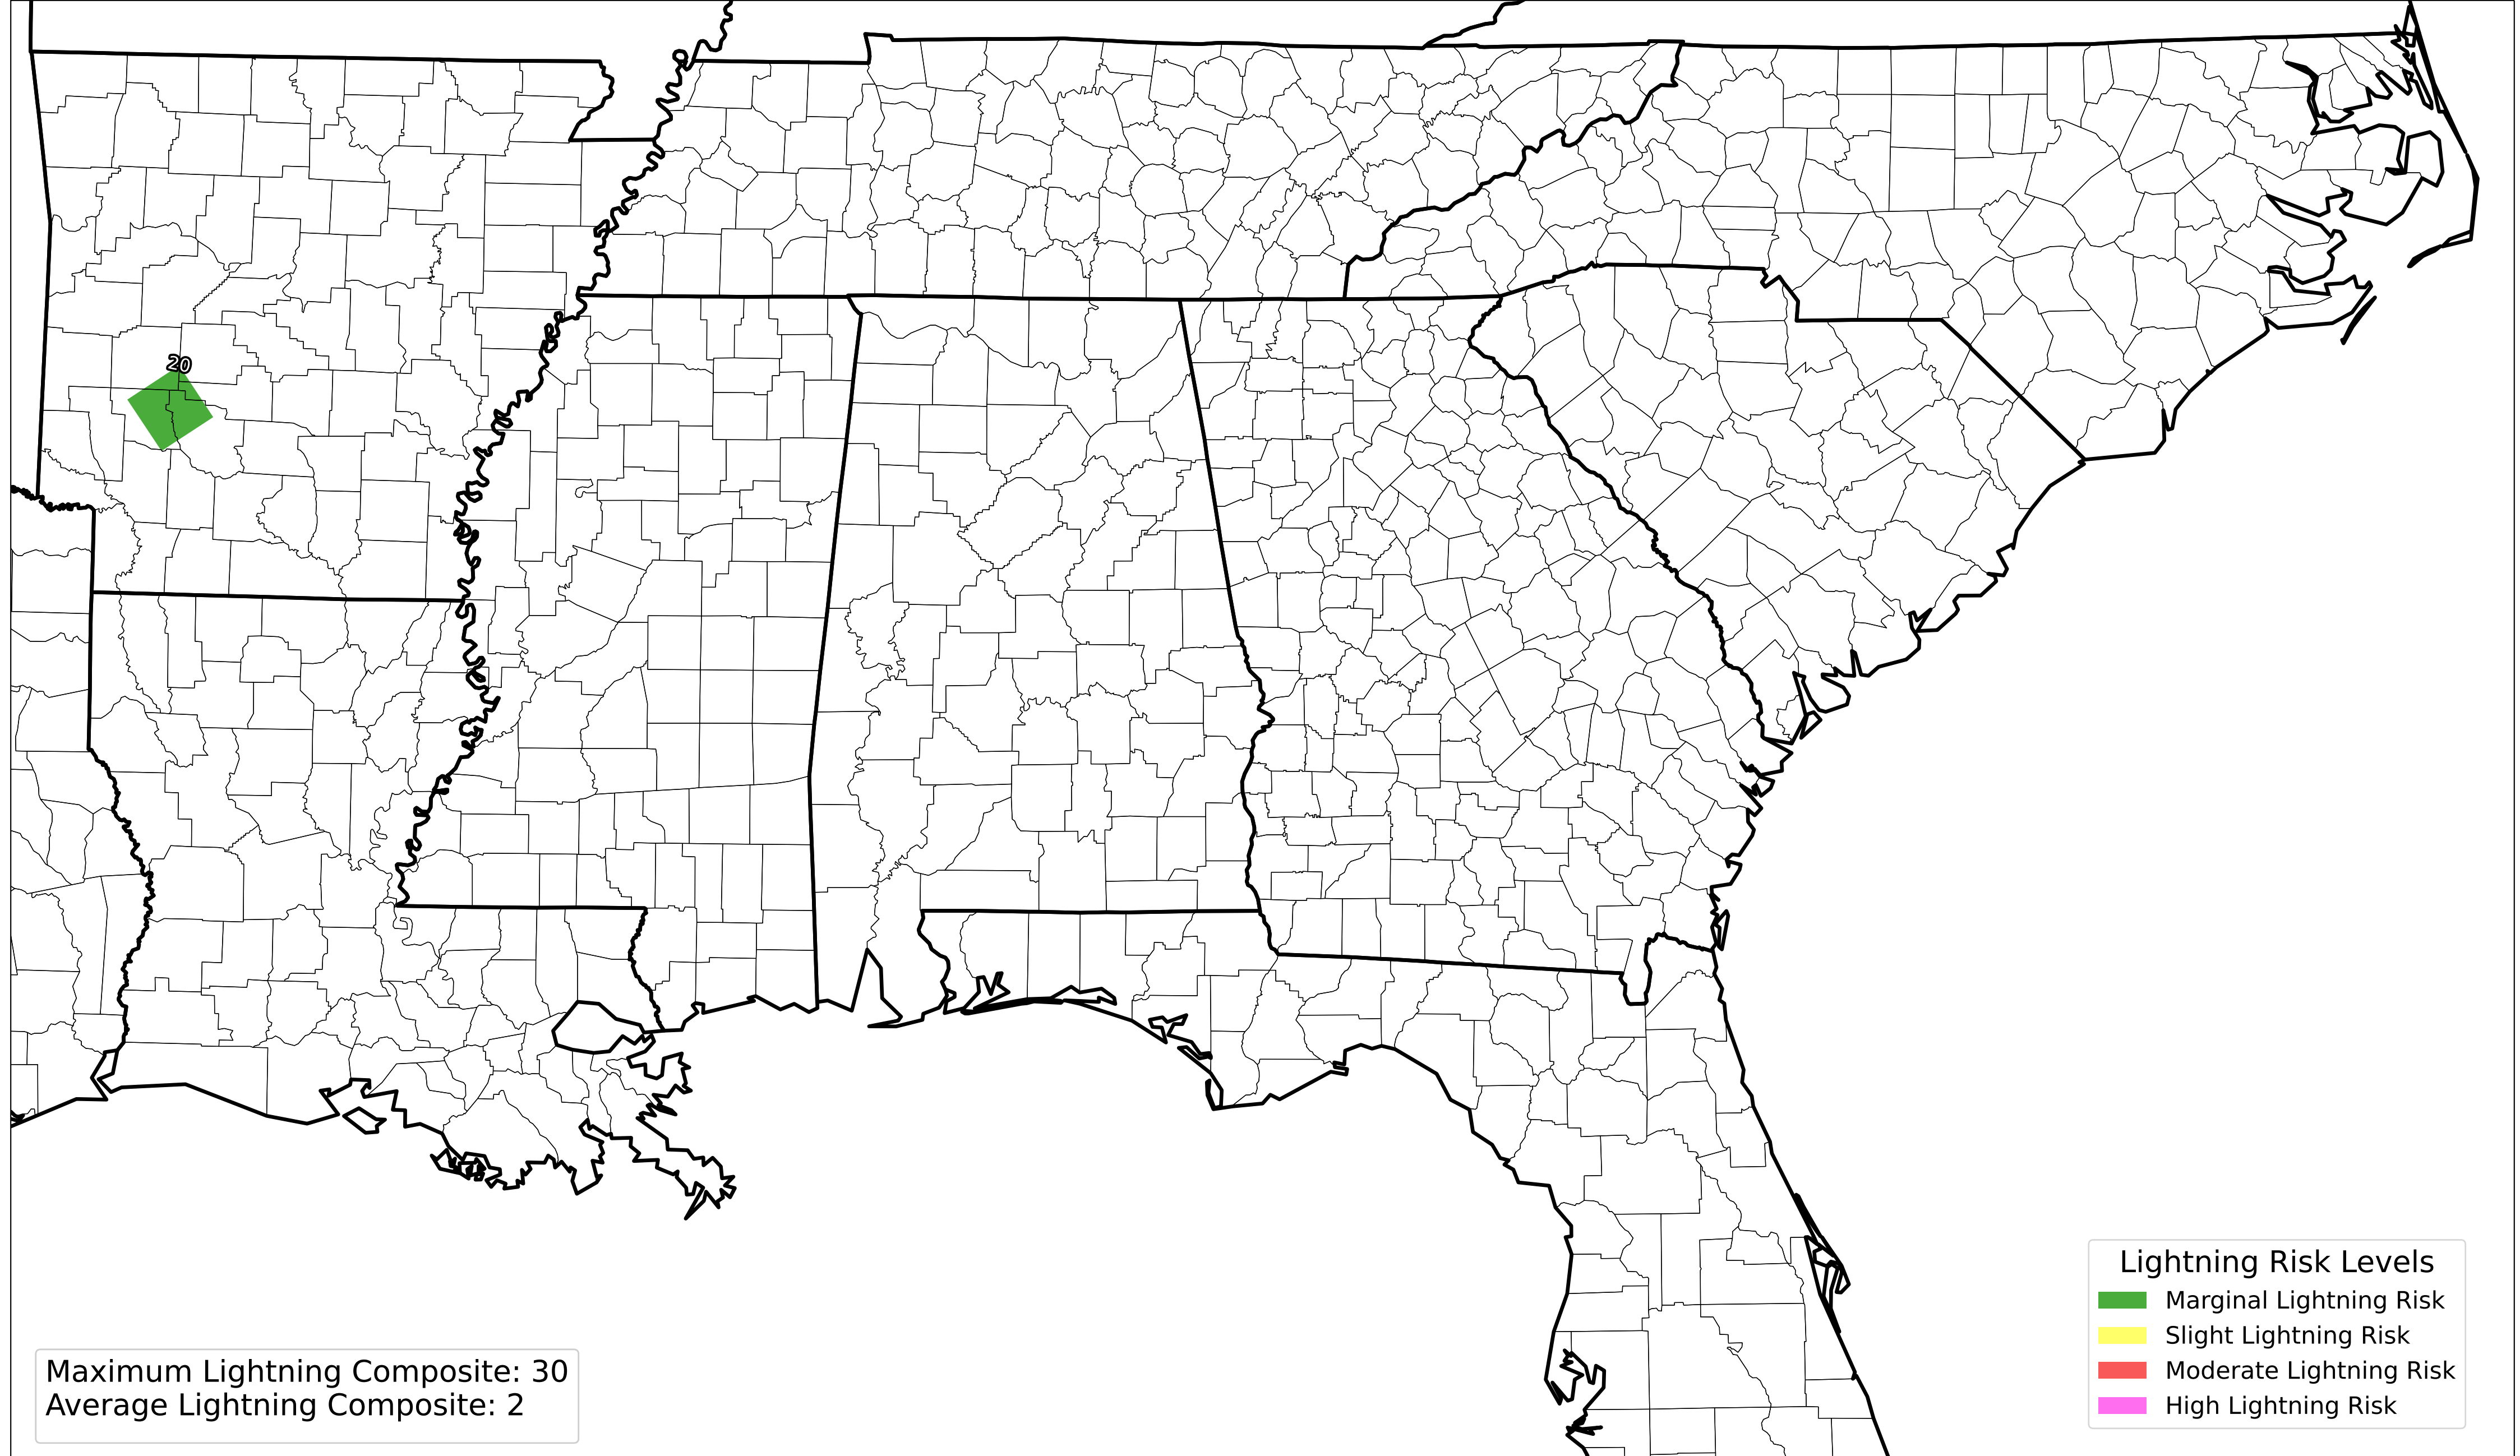 20
Lightning Risk Levels
Marginal Lightning Risk
Slight Lightning Risk
Moderate Lightning Risk
High Lightning Risk
Maximum Lightning Composite: 30
Average Lightning Composite: 2